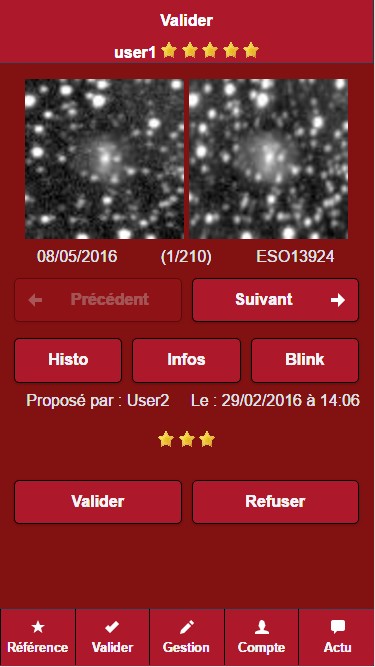 Valider
user1
08/05/2016 (1/210) ESO13924
Précédent Suivant
Histo Infos Blink
Proposé par : User2 Le : 29/02/2016 à 14:06
Valider Refuser
Référence Valider Gestion Compte Actu